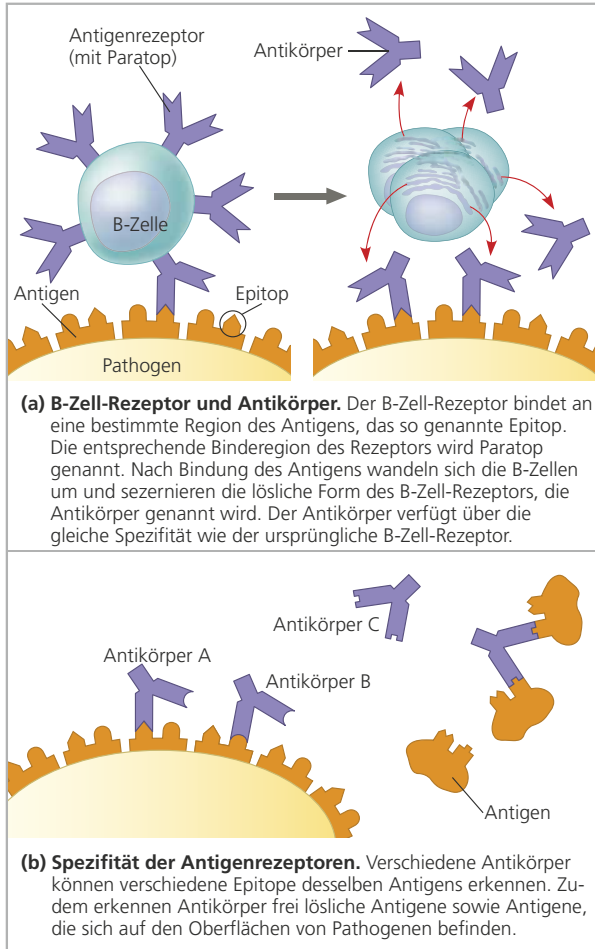 Antigenrezeptor
(mit Paratop)
Antikörper
B-Zelle
Antigen
Epitop
Pathogen
(a) B-Zell-Rezeptor und Antikörper. Der B-Zell-Rezeptor bindet an
eine bestimmte Region des Antigens, das so genannte Epitop.
Die entsprechende Binderegion des Rezeptors wird Paratop
genannt. Nach Bindung des Antigens wandeln sich die B-Zellen
um und sezernieren die lösliche Form des B-Zell-Rezeptors, die
Antikörper genannt wird. Der Antikörper verfügt über die
gleiche Spezifität wie der ursprüngliche B-Zell-Rezeptor.
Antikörper C
Antikörper A
Antikörper B
Antigen
(b) Spezifität der Antigenrezeptoren. Verschiedene Antikörper
können verschiedene Epitope desselben Antigens erkennen. Zu-
dem erkennen Antikörper frei lösliche Antigene sowie Antigene,
die sich auf den Oberflächen von Pathogenen befinden.